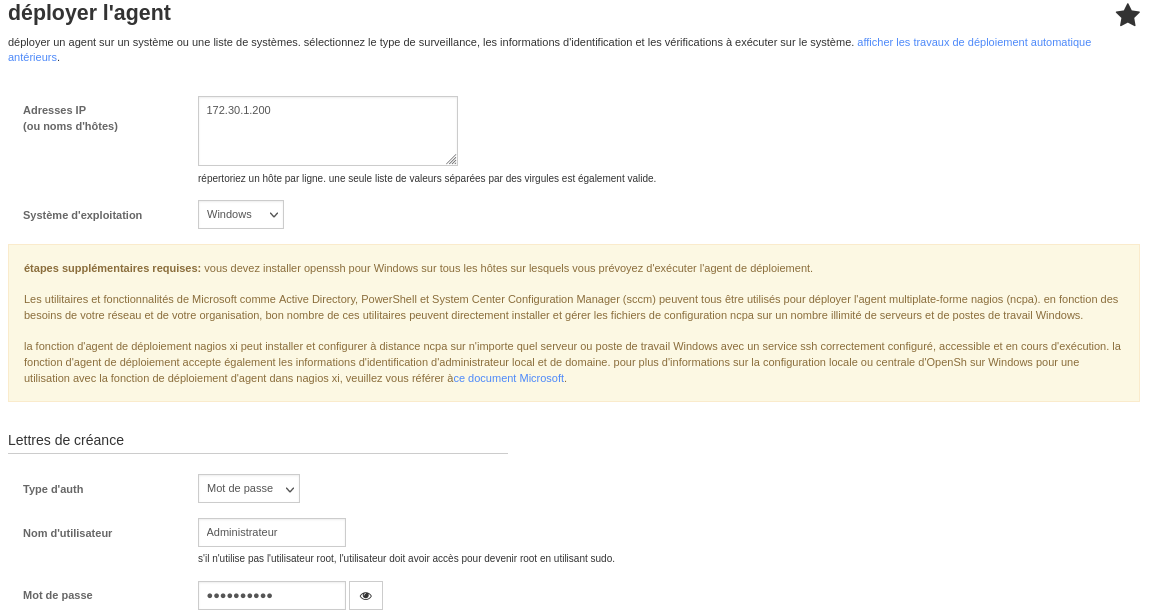 déployer l'agent
déployer un agent sur un système ou une liste de systèmes. sélectionnez le type de surveillance, les informations d'identification et les vérifications à exécuter sur le système. afficher les travaux de déploiement automatique
antérieurs.
Adresses IP
(ou noms d'hôtes)
172.30.1.200
répertoriez un hôte par ligne. une seule liste de valeurs séparées par des virgules est également valide.
Système d'exploitation
Windows
étapes supplémentaires requises: vous devez installer openssh pour Windows sur tous les hôtes sur lesquels vous prévoyez d'exécuter l'agent de déploiement.
Les utilitaires et fonctionnalités de Microsoft comme Active Directory, PowerShell et System Center Configuration Manager (sccm) peuvent tous être utilisés pour déployer l'agent multiplate-forme nagios (ncpa). en fonction des
besoins de votre réseau et de votre organisation, bon nombre de ces utilitaires peuvent directement installer et gérer les fichiers de configuration ncpa sur un nombre illimité de serveurs et de postes de travail Windows.
la fonction d'agent de déploiement nagios xi peut installer et configurer à distance ncpa sur n'importe quel serveur ou poste de travail Windows avec un service ssh correctement configuré, accessible et en cours d'exécution. la
fonction d'agent de déploiement accepte également les informations d'identification d'administrateur local et de domaine. pour plus d'informations sur la configuration locale ou centrale d'OpenSh sur Windows pour une
utilisation avec la fonction de déploiement d'agent dans nagios xi, veuillez vous référer àce document Microsoft.
Lettres de créance
Type d'auth
Mot de passe
Nom d'utilisateur
Administrateur
s'il n'utilise pas l'utilisateur root, l'utilisateur doit avoir accès pour devenir root en utilisant sudo.
Mot de passe
••••••••••